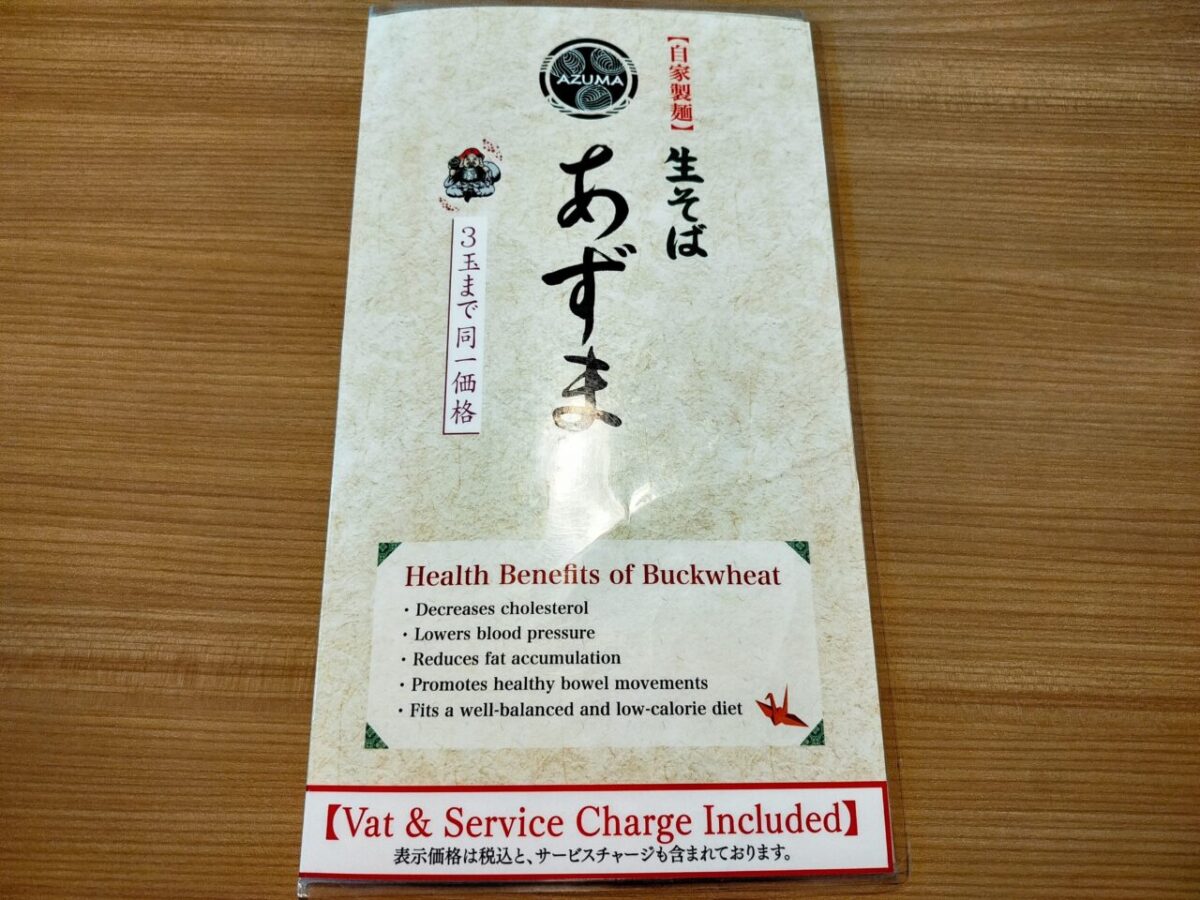 AZUMA
【自家製麺】
生そば
あずま
3玉まで同一価格
Health Benefits of Buckwheat
・Decreases cholesterol
・Lowers blood pressure
・Reduces fat accumulation
・Promotes healthy bowel movements
・Fits a well-balanced and low-calorie diet
【Vat & Service Charge Included】
表示価格は税込と、サービスチャージも含まれております。